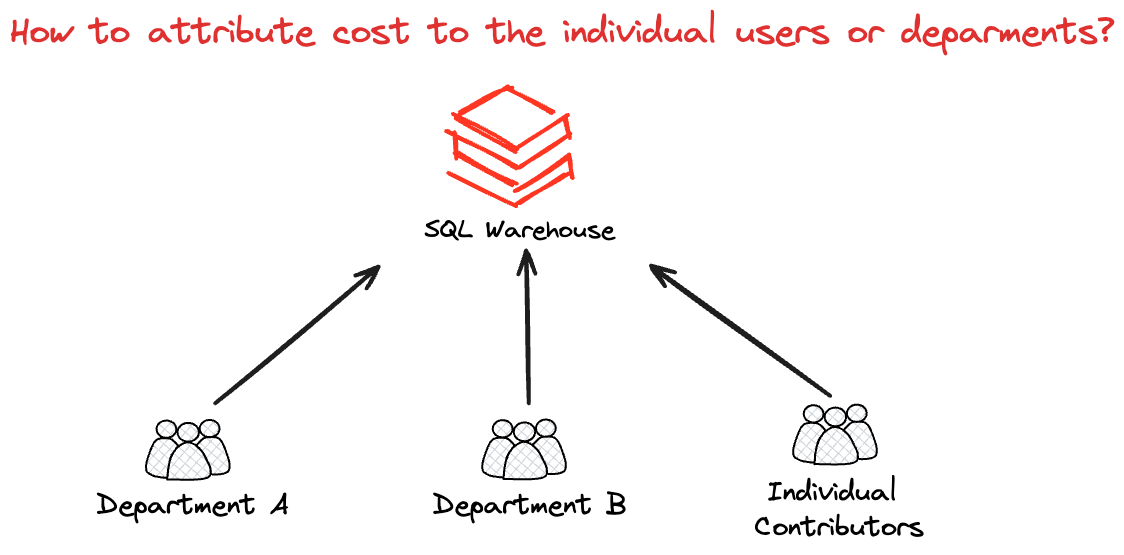 How to attribute cost to the individual users or deparments?
SQL Warehouse
Department A
Department B
Individual
Contributors